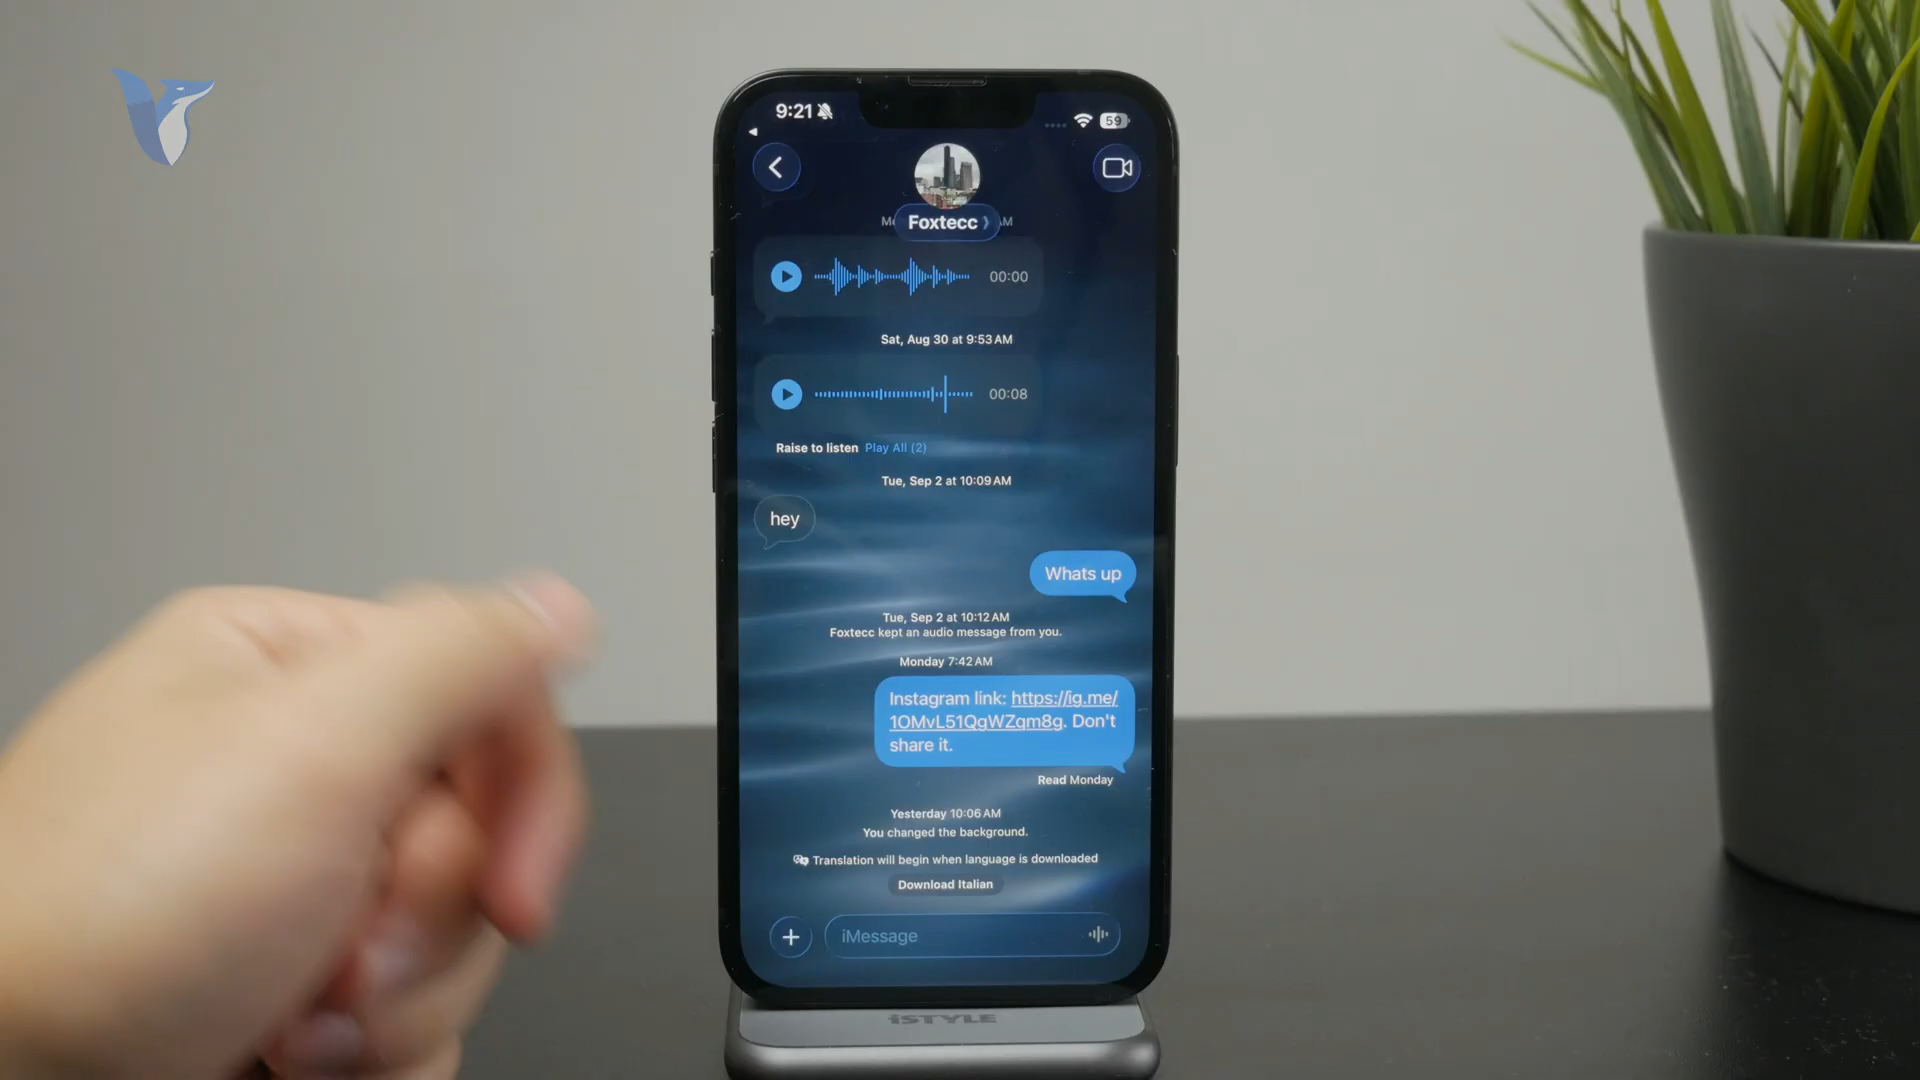 9:21
59
Foxtecc
00:00
Sat, Aug 30 at 9:53 AM
00:08
Raise to listen Play All (2)
Tue, Sep 2 at 10:09 AM
hey
Whats up
Tue, Sep 2 at 10:12 AM
Foxtecc kept an audio message from you.
Monday 7:42 AM
Instagram link: https://ig.me/
1OMvL51QgWZqm8g. Don't
share it.
Read Monday
Yesterday 10:06 AM
You changed the background.
Translation will begin when language is downloaded
Download Italian
iMessage
iSTYLE